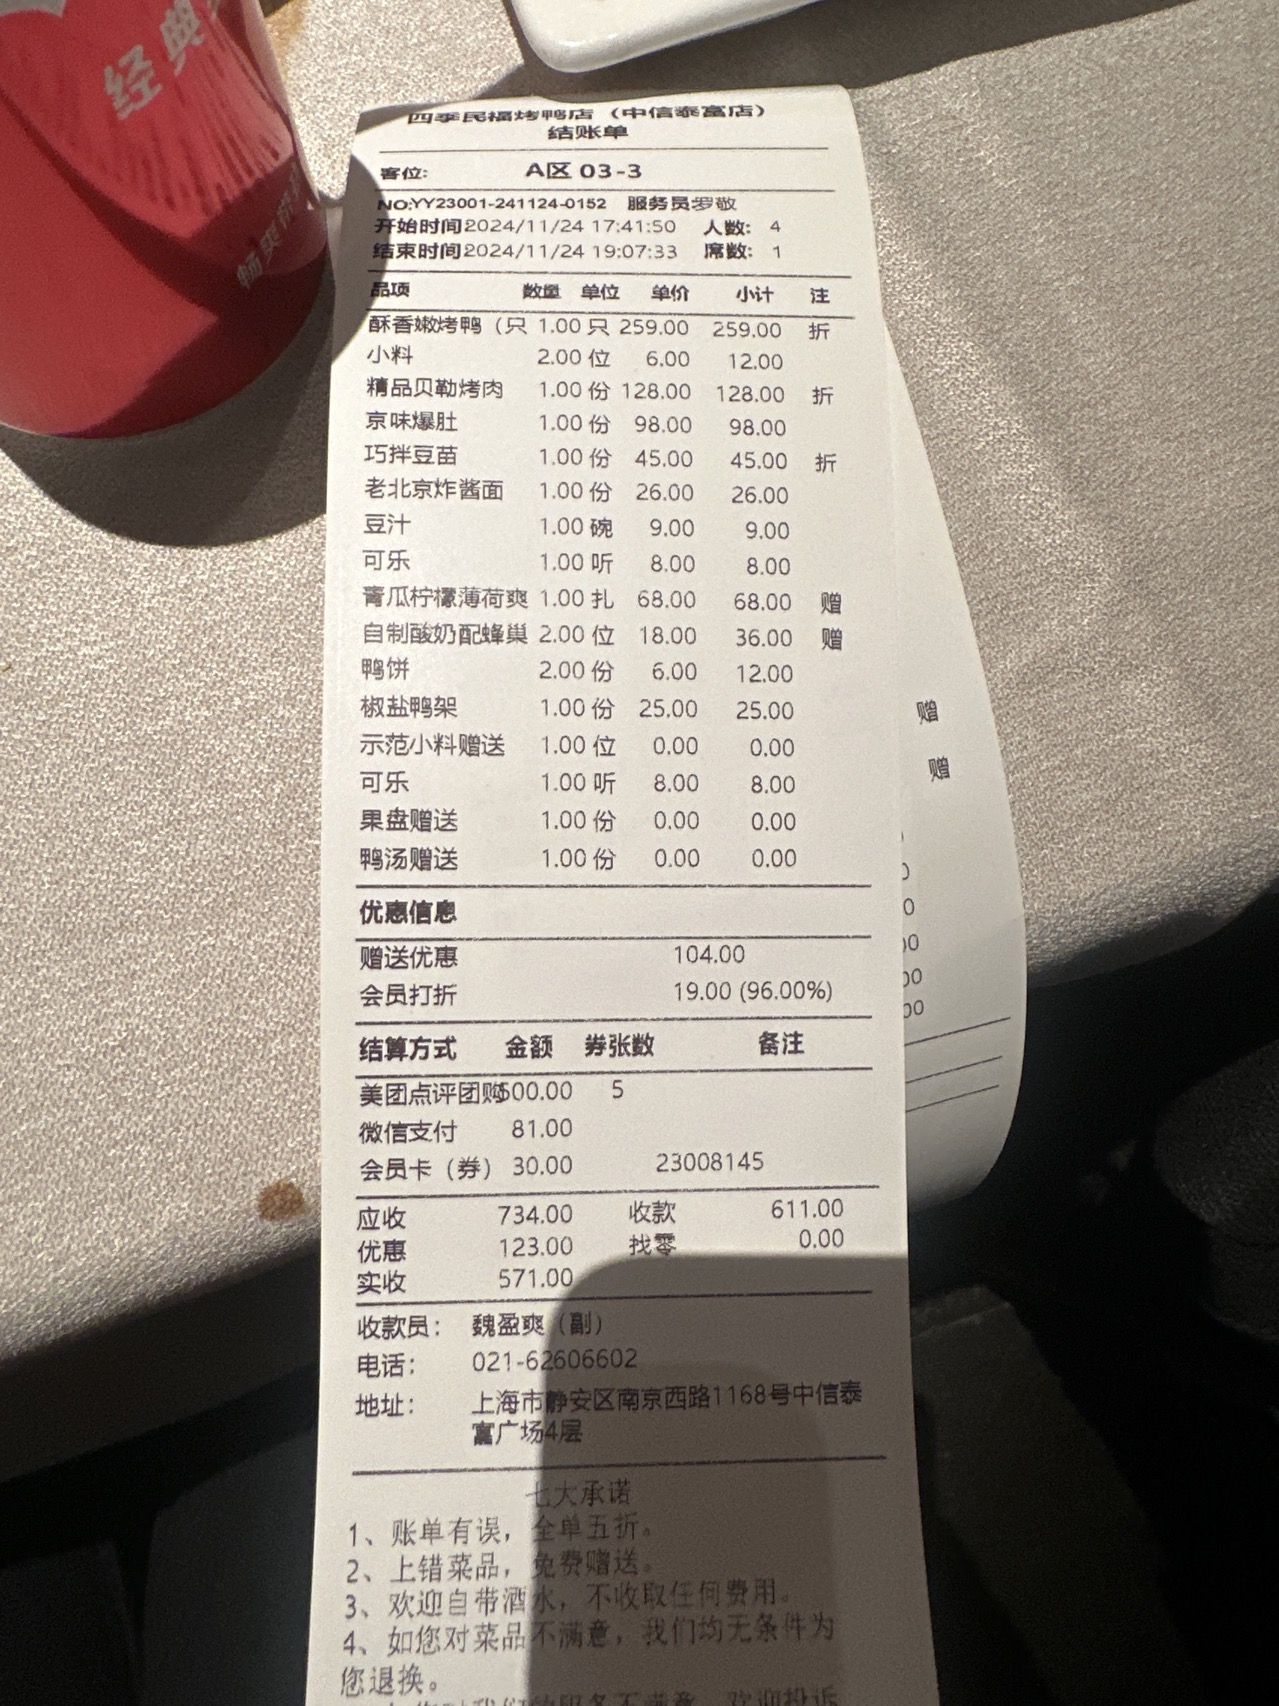 经典
畅爽
四季民福烤鸭店（中信泰富店）
结账单
客位: A区 03-3
NO:YY23001-241124-0152 服务员:罗敬
开始时间2024/11/24 17:41:50 人数: 4
结束时间2024/11/24 19:07:33 席数: 1
品项 数量 单位 单价 小计 注
酥香嫩烤鸭（只 1.00 只 259.00 259.00 折
小料 2.00 位 6.00 12.00
精品贝勒烤肉 1.00 份 128.00 128.00 折
京味爆肚 1.00 份 98.00 98.00
巧拌豆苗 1.00 份 45.00 45.00 折
老北京炸酱面 1.00 份 26.00 26.00
豆汁 1.00 碗 9.00 9.00
可乐 1.00 听 8.00 8.00
青瓜柠檬薄荷爽 1.00 扎 68.00 68.00 赠
自制酸奶配蜂巢 2.00 位 18.00 36.00 赠
鸭饼 2.00 份 6.00 12.00
椒盐鸭架 1.00 份 25.00 25.00
示范小料赠送 1.00 位 0.00 0.00
可乐 1.00 听 8.00 8.00
果盘赠送 1.00 份 0.00 0.00
鸭汤赠送 1.00 份 0.00 0.00
优惠信息
赠送优惠 104.00
会员打折 19.00 (96.00%)
结算方式 金额 券张数 备注
美团点评团购500.00 5
微信支付 81.00
会员卡（券） 30.00 23008145
应收 734.00 收款 611.00
优惠 123.00 找零 0.00
实收 571.00
收款员: 魏盈爽（副）
电话: 021-62606602
地址: 上海市静安区南京西路1168号中信泰
富广场4层
七大承诺
1、账单有误，全单五折。
2、上错菜品，免费赠送。
3、欢迎自带酒水，不收取任何费用。
4、如您对菜品不满意，我们均无条件为
您退换。
赠
赠